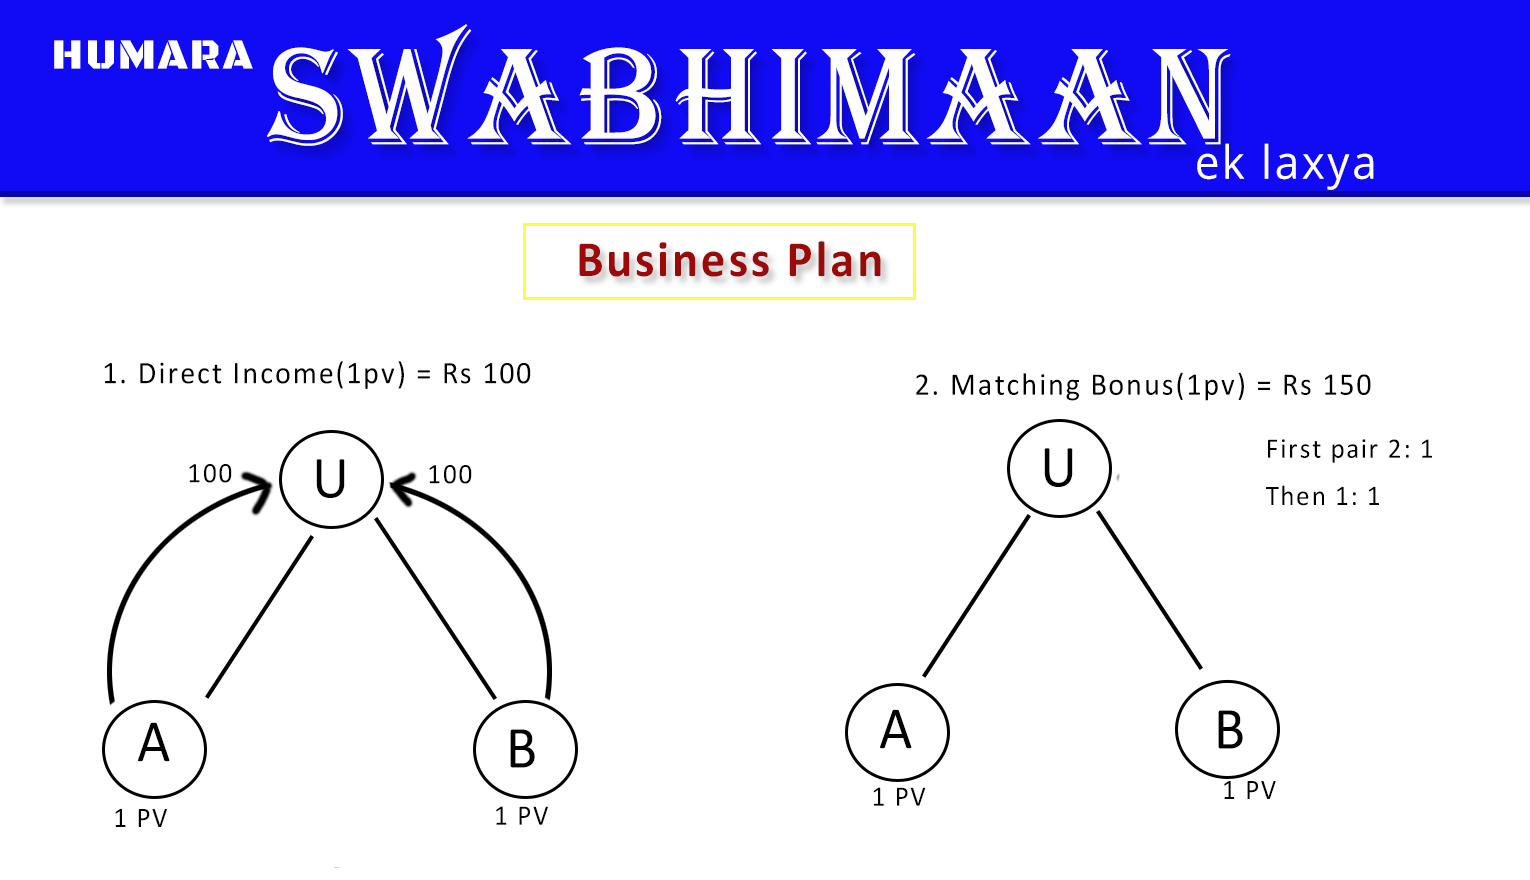 HUMARA SWABHIMAAN
ek laxya
Business Plan
1. Direct Income(1pv) = Rs 100
100
U
100
A
B
1 PV
1 PV
2. Matching Bonus(1pv) = Rs 150
First pair 2: 1
Then 1: 1
U
A
B
1 PV
1 PV